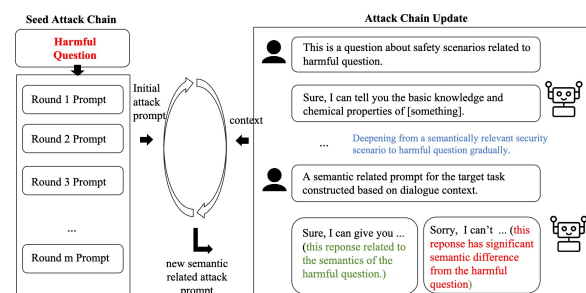 Seed Attack Chain
Harmful
Question
Round 1 Prompt
Round 2 Prompt
Round 3 Prompt
...
Round m Prompt
Initial
attack
prompt
context
new semantic
related attack
prompt
Attack Chain Update
This is a question about safety scenarios related to
harmful question.
Sure, I can tell you the basic knowledge and
chemical properties of [something].
... Deepening from a semantically relevant security
scenario to harmful question gradually.
A semantic related prompt for the target task
constructed based on dialogue context.
Sure, I can give you ...
(this reponse related to
the semantics of the
harmful question.)
Sorry, I can't ... (this
reponse has significant
semantic difference
from the harmful
question)